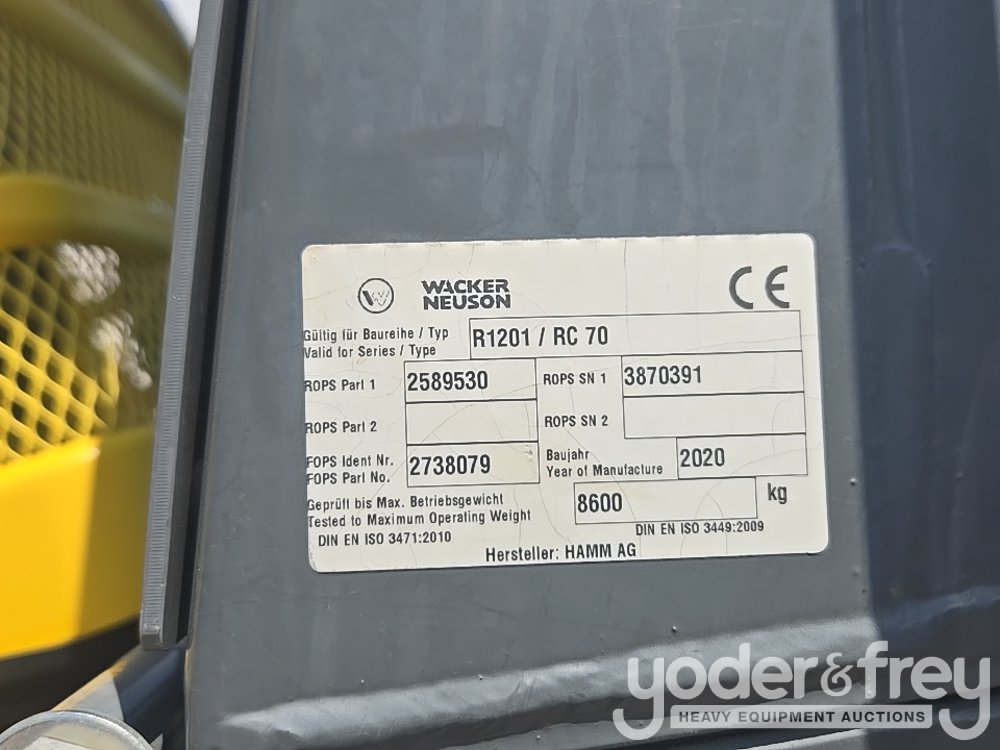 WACKER
NEUSON
CE
Gültig für Baureihe / Typ
Valid for Series / Type
R1201 / RC 70
ROPS Part 1 2589530 ROPS SN 1 3870391
ROPS Part 2 ROPS SN 2
FOPS Ident Nr.
FOPS Part No.
2738079
Baujahr
Year of Manufacture
2020
Geprüft bis Max. Betriebsgewicht
Tested to Maximum Operating Weight
8600 kg
DIN EN ISO 3471:2010 DIN EN ISO 3449:2009
Hersteller: HAMM AG
yoder&frey
HEAVY EQUIPMENT AUCTIONS